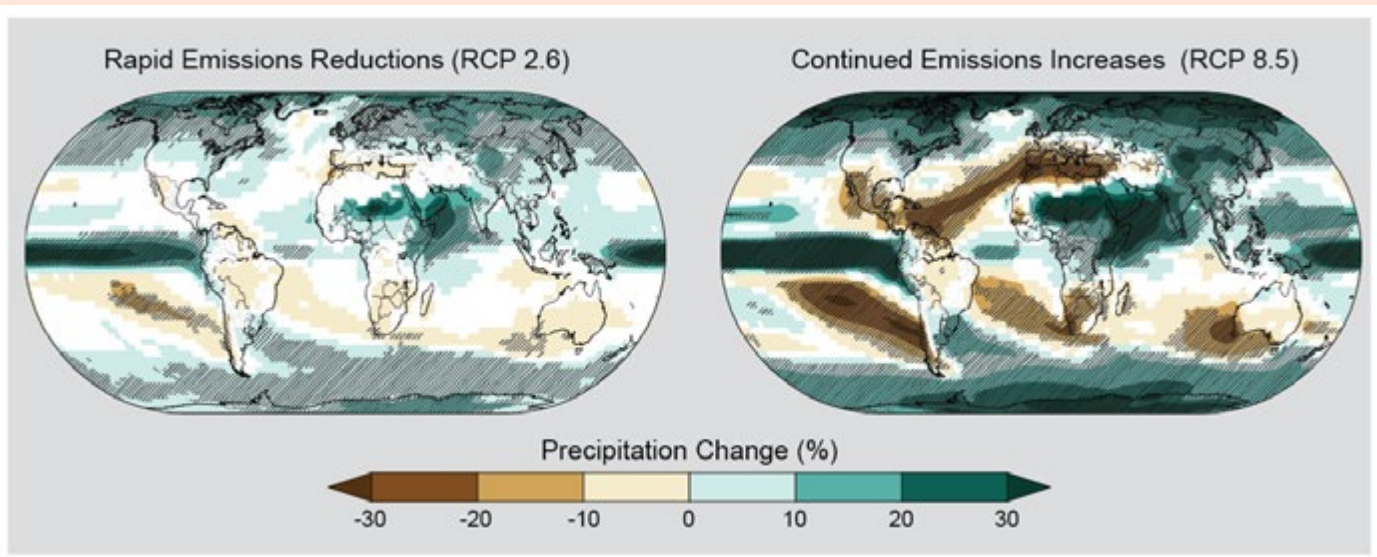 Rapid Emissions Reductions (RCP 2.6)
Continued Emissions Increases (RCP 8.5)
Precipitation Change (%)
-30 -20 -10 0 10 20 30